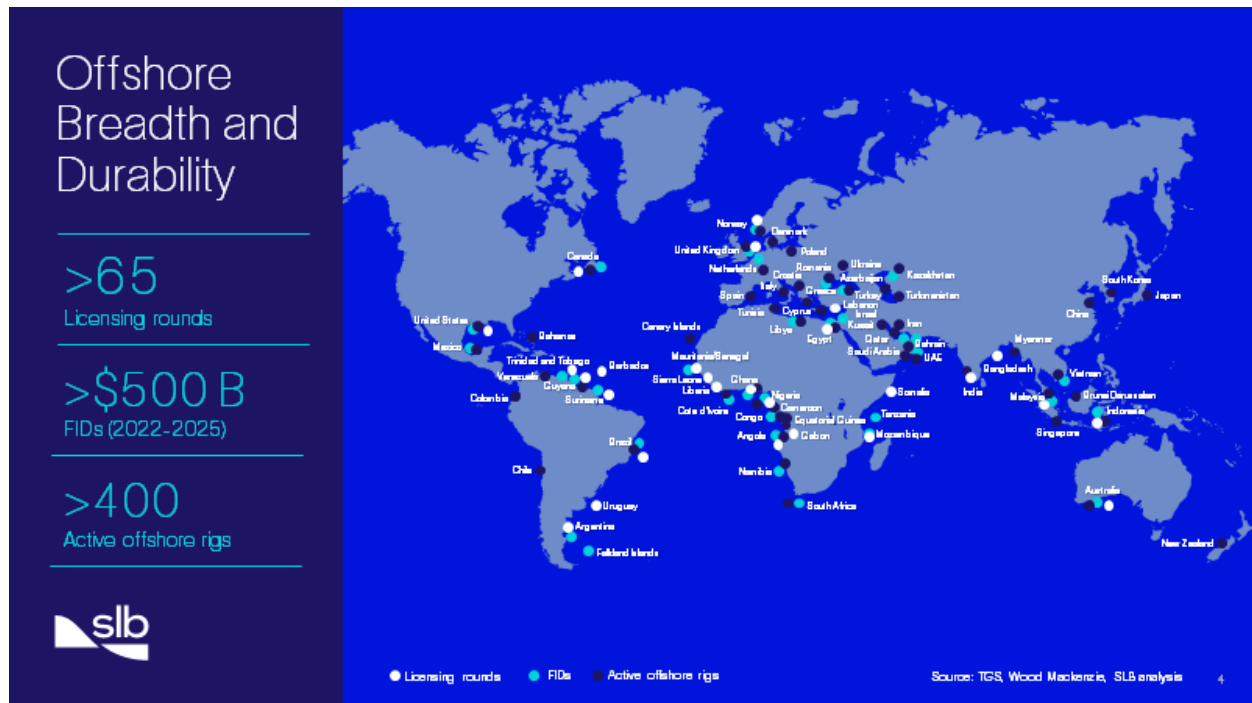 Offshore
Breadth and
Durability
>65
Licensing rounds
>$500 B
FIDs (2022-2025)
>400
Active offshore rigs
slb
Canada
United States
Mexico
Bahamas
Trinidad and Tobago
Barbados
Venezuela
Guyana
Suriname
Colombia
Brazil
Chile
Uruguay
Argentina
Falkland Islands
Norway
Denmark
United Kingdom
Poland
Netherlands
Romania
Ukraine
Croatia
Azerbaijan
Kazakhstan
Italy
Greece
Spain
Turkey
Turkmenistan
Tunisia
Cyprus
Lebanon
Israel
Canary Islands
Libya
Egypt
Kuwait
Iran
Qatar
Bahrain
Saudi Arabia
UAE
Mauritania/Senegal
Sierra Leone
Liberia
Ghana
Nigeria
Cote d'Ivoire
Cameroon
Congo
Equatorial Guinea
Angola
Gabon
Namibia
South Africa
Somalia
Tanzania
Mozambique
South Korea
Japan
China
Myanmar
Bangladesh
India
Vietnam
Malaysia
Brunei Darussalam
Indonesia
Singapore
Australia
New Zealand
Licensing rounds
FIDs
Active offshore rigs
Source: TGS, Wood Mackenzie, SLB analysis
4